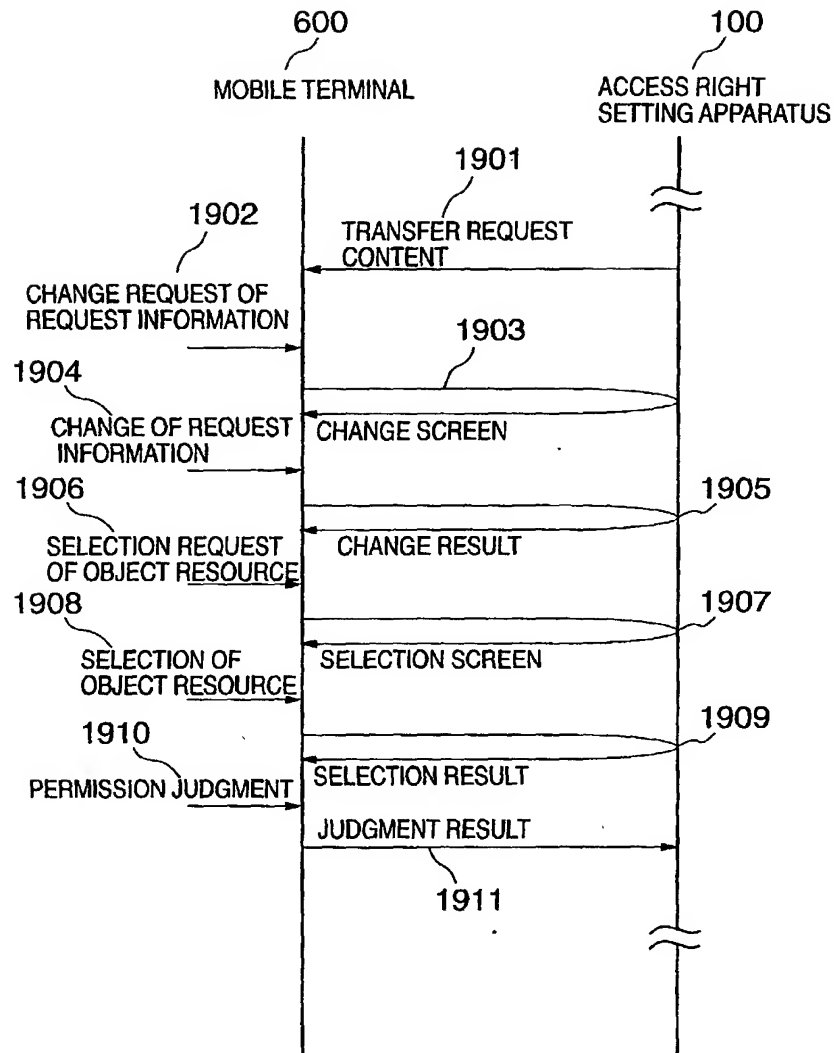 600
MOBILE TERMINAL
100
ACCESS RIGHT
SETTING APPARATUS
1901
TRANSFER REQUEST
CONTENT
1902
CHANGE REQUEST OF
REQUEST INFORMATION
1903
CHANGE SCREEN
1904
CHANGE OF REQUEST
INFORMATION
1905
CHANGE RESULT
1906
SELECTION REQUEST
OF OBJECT RESOURCE
1907
SELECTION SCREEN
1908
SELECTION OF
OBJECT RESOURCE
1909
SELECTION RESULT
1910
PERMISSION JUDGMENT
JUDGMENT RESULT
1911